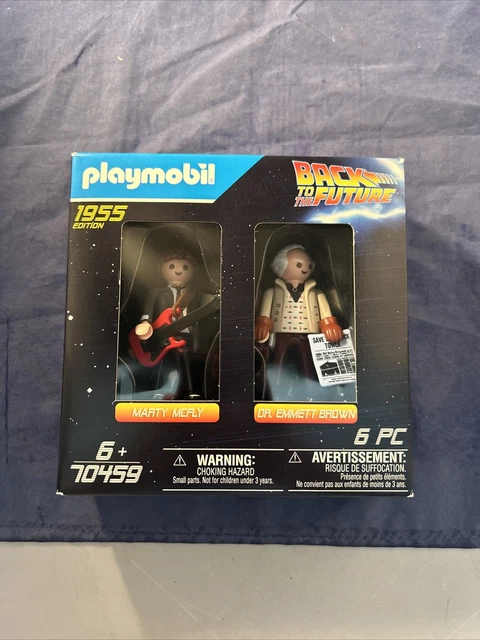 playmobil
BACK
TO THE FUTURE
1955
EDITION
SAVE
TOWER
MARTY MCFLY
DR. EMMETT BROWN
6 PC
6+
70459
WARNING:
CHOKING HAZARD
Small parts. Not for children under 3 years.
AVERTISSEMENT:
RISQUE DE SUFFOCATION.
Présence de petits éléments.
Ne convient pas aux enfants de moins de 3 ans.